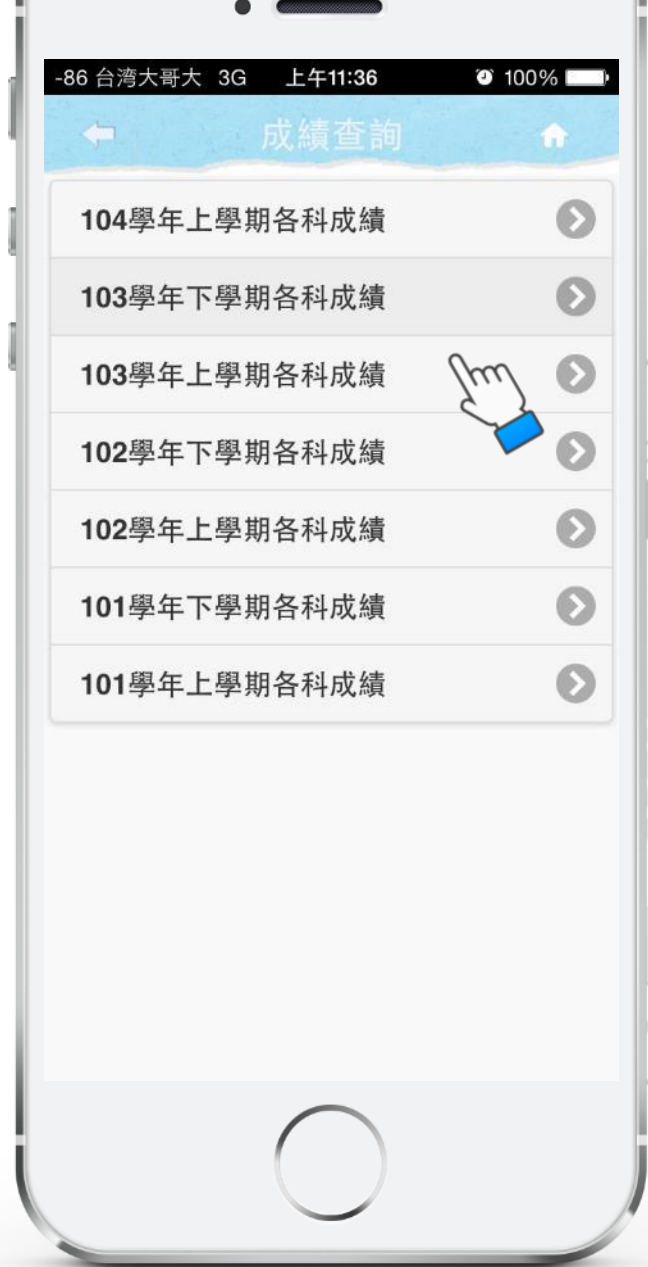 -86 台湾大哥大 3G 上午11:36 100%
成績查詢
104學年上學期各科成績
103學年下學期各科成績
103學年上學期各科成績
102學年下學期各科成績
102學年上學期各科成績
101學年下學期各科成績
101學年上學期各科成績